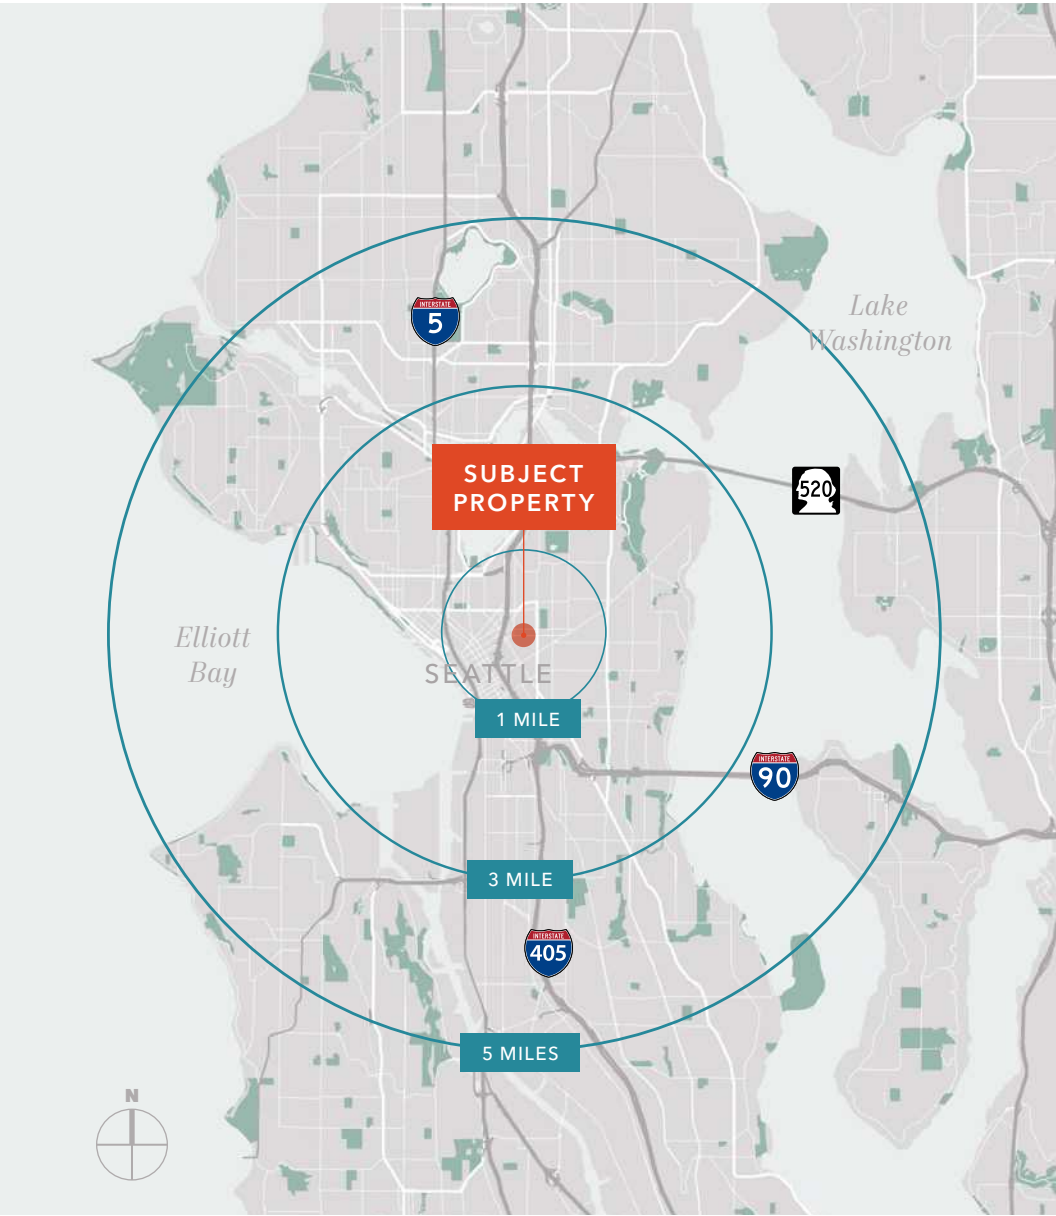 Lake
Washington
INTERSTATE
5
SUBJECT
PROPERTY
520
Elliott
Bay
SEATTLE
1 MILE
INTERSTATE
90
3 MILE
INTERSTATE
405
5 MILES
N